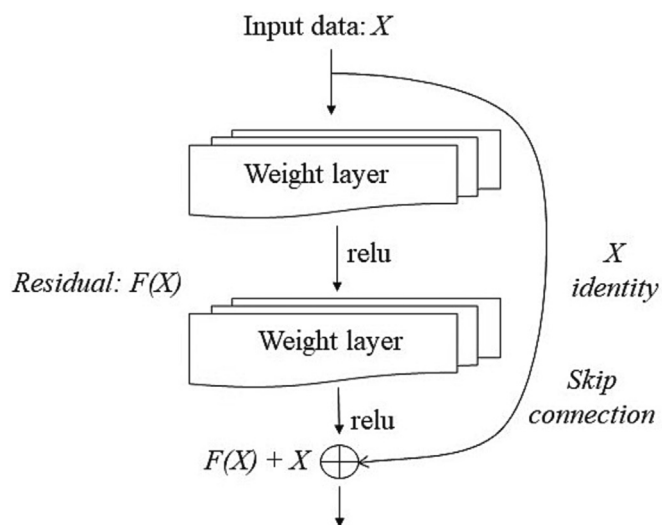 Input data: X
Weight layer
relu
X
identity
Residual: F(X)
Weight layer
Skip
connection
relu
F(X) + X